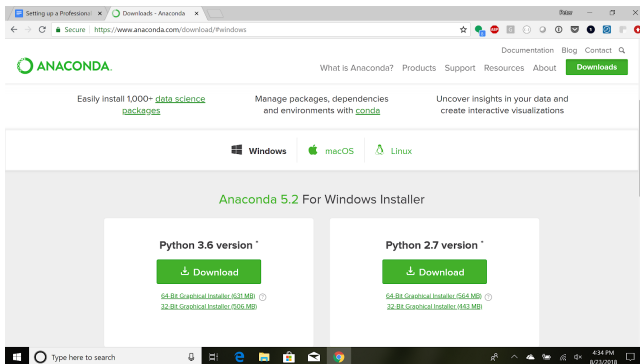 Setting up a Professional
Downloads - Anaconda
Secure
https://www.anaconda.com/download/#windows
Documentation Blog Contact
ANACONDA.
What is Anaconda? Products Support Resources About Downloads
Easily install 1,000+ data science
packages
Manage packages, dependencies
and environments with conda
Uncover insights in your data and
create interactive visualizations
Windows
macOS
Linux
Anaconda 5.2 For Windows Installer
Python 3.6 version *
Download
64-Bit Graphical Installer (631 MB) ?
32-Bit Graphical Installer (506 MB)
Python 2.7 version *
Download
64-Bit Graphical Installer (564 MB) ?
32-Bit Graphical Installer (443 MB)
Type here to search
4:34 PM
8/23/2018